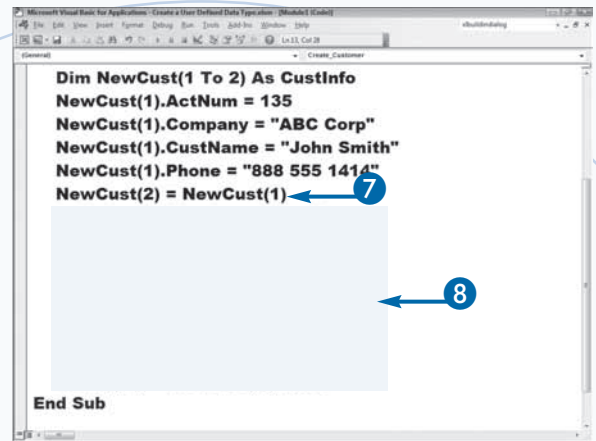 Microsoft Visual Basic for Applications - Create a User Defined Data Type.xlsm - [Module1 (Code)]
File Edit View Insert Format Debug Run Tools Add-Ins Window Help
vbuildindialog
Ln 13, Col 28
(General)
Create_Customer
Dim NewCust(1 To 2) As CustInfo
NewCust(1).ActNum = 135
NewCust(1).Company = "ABC Corp"
NewCust(1).CustName = "John Smith"
NewCust(1).Phone = "888 555 1414"
NewCust(2) = NewCust(1)
7
8
End Sub